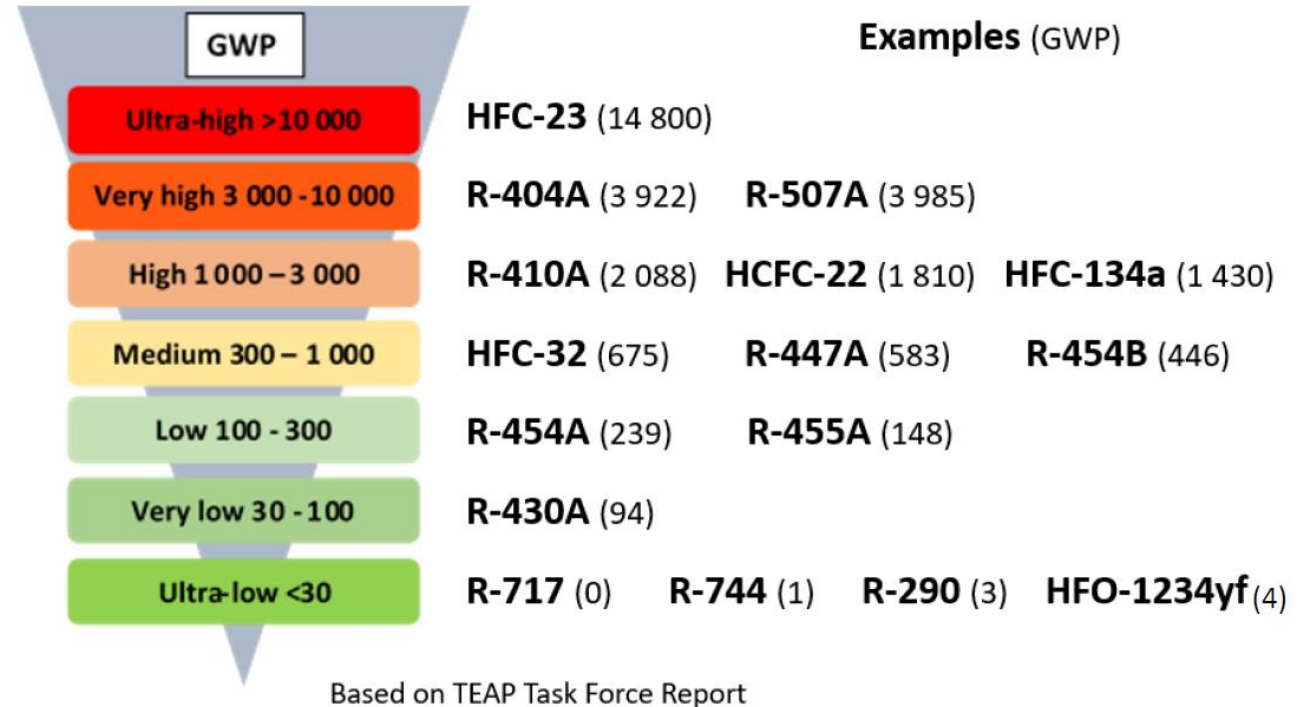 GWP
Examples (GWP)
Ultra-high >10 000
HFC-23 (14 800)
Very high 3 000 -10 000
R-404A (3 922) R-507A (3 985)
High 1 000 – 3 000
R-410A (2 088) HCFC-22 (1 810) HFC-134a (1 430)
Medium 300 – 1 000
HFC-32 (675) R-447A (583) R-454B (446)
Low 100 - 300
R-454A (239) R-455A (148)
Very low 30 - 100
R-430A (94)
Ultra-low <30
R-717 (0) R-744 (1) R-290 (3) HFO-1234yf (4)
Based on TEAP Task Force Report